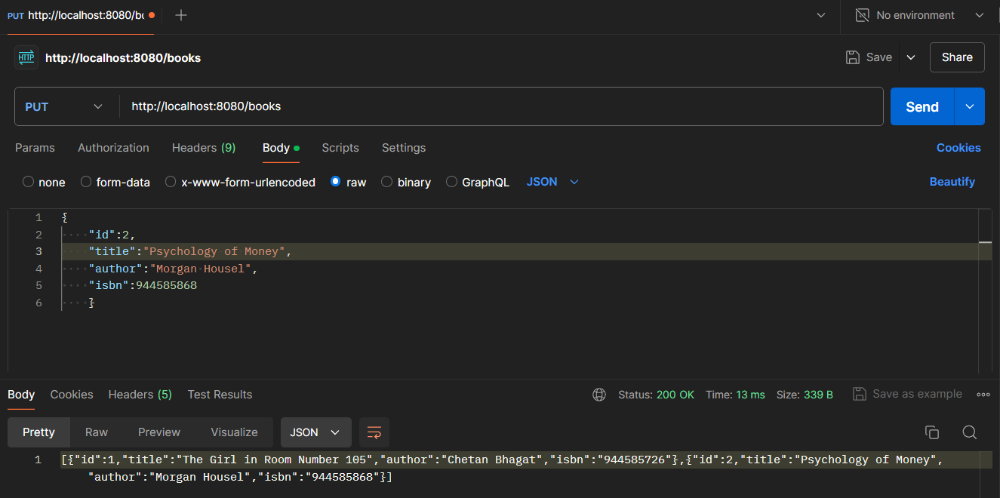 PUT http://localhost:8080/bo No environment
http://localhost:8080/books Save Share
PUT http://localhost:8080/books Send
Params Authorization Headers (9) Body Scripts Settings Cookies
none form-data x-www-form-urlencoded raw binary GraphQL JSON Beautify
1 {
2 "id":2,
3 "title":"Psychology of Money",
4 "author":"Morgan Housel",
5 "isbn":944585868
6 }
Body Cookies Headers (5) Test Results Status: 200 OK Time: 13 ms Size: 339 B Save as example
Pretty Raw Preview Visualize JSON
1 [{"id":1,"title":"The Girl in Room Number 105","author":"Chetan Bhagat","isbn":"944585726"},{"id":2,"title":"Psychology of Money",
"author":"Morgan Housel","isbn":"944585868"}]